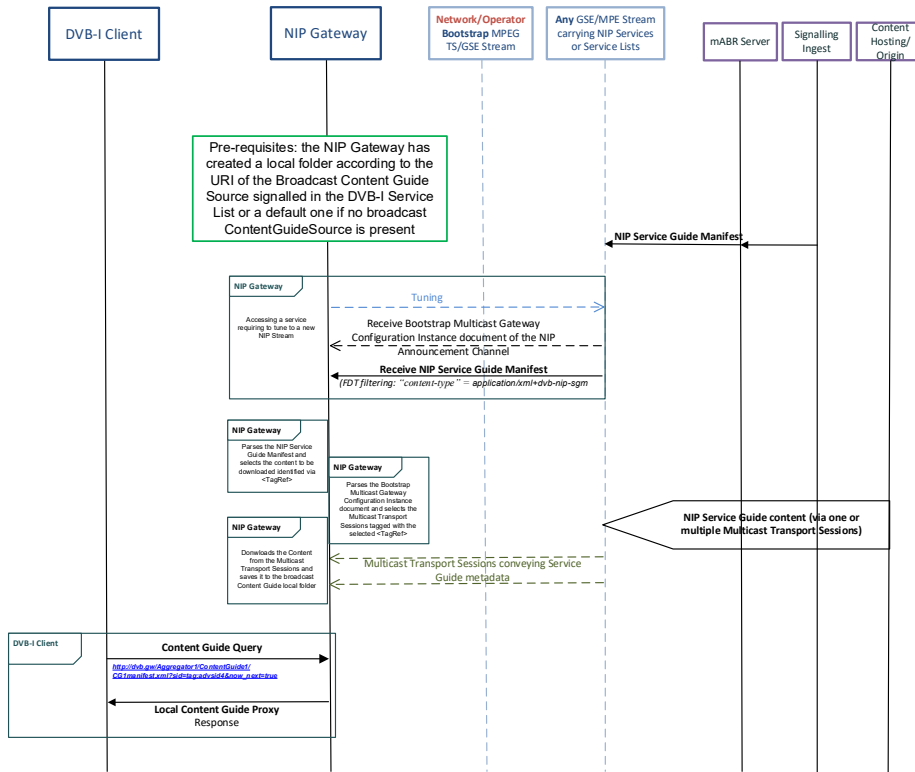 DVB-I Client
NIP Gateway
Network/Operator
Bootstrap MPEG
TS/GSE Stream
Any GSE/MPE Stream
carrying NIP Services
or Service Lists
mABR Server
Signalling
Ingest
Content
Hosting/
Origin
Pre-requisites: the NIP Gateway has
created a local folder according to the
URI of the Broadcast Content Guide
Source signalled in the DVB-I Service
List or a default one if no broadcast
ContentGuideSource is present
NIP Service Guide Manifest
NIP Gateway
Accessing a service
requiring to tune to a new
NIP Stream
Tuning
Receive Bootstrap Multicast Gateway
Configuration Instance document of the NIP
Announcement Channel
Receive NIP Service Guide Manifest
(FDT filtering: “content-type” = application/xml+dvb-nip-sgm
NIP Gateway
Parses the NIP Service
Guide Manifest and
selects the content to be
downloaded identified via
<TagRef>
NIP Gateway
Parses the Bootstrap
Multicast Gateway
Configuration Instance
document and selects the
Multicast Transport
Sessions tagged with the
selected <TagRef>
NIP Service Guide content (via one or
multiple Multicast Transport Sessions)
NIP Gateway
Donwloads the Content
from the Multicast
Transport Sessions and
saves it to the broadcast
Content Guide local folder
Multicast Transport Sessions conveying Service
Guide metadata
DVB-I Client
Content Guide Query
http://dvb.gw/Aggregator1/ContentGuide1/
CG1manifest.xml?sid=tag:advsid4&now_next=true
Local Content Guide Proxy
Response